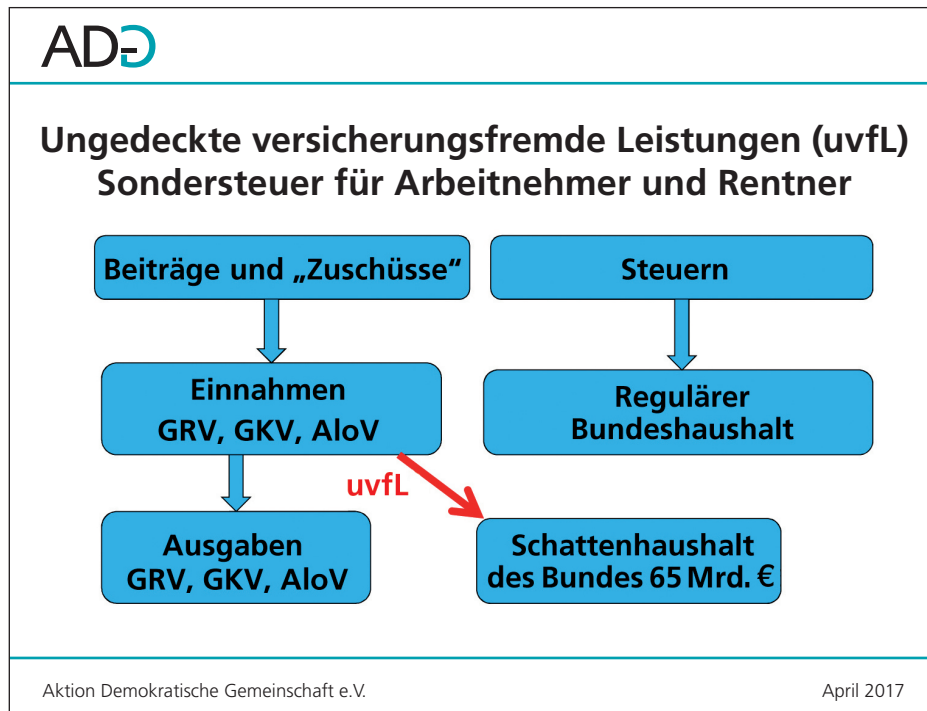 ADG
Ungedeckte versicherungsfremde Leistungen (uvfL)
Sondersteuer für Arbeitnehmer und Rentner
Beiträge und „Zuschüsse“
Steuern
Einnahmen
GRV, GKV, AloV
Regulärer
Bundeshaushalt
uvfL
Ausgaben
GRV, GKV, AloV
Schattenhaushalt
des Bundes 65 Mrd. €
Aktion Demokratische Gemeinschaft e.V.
April 2017